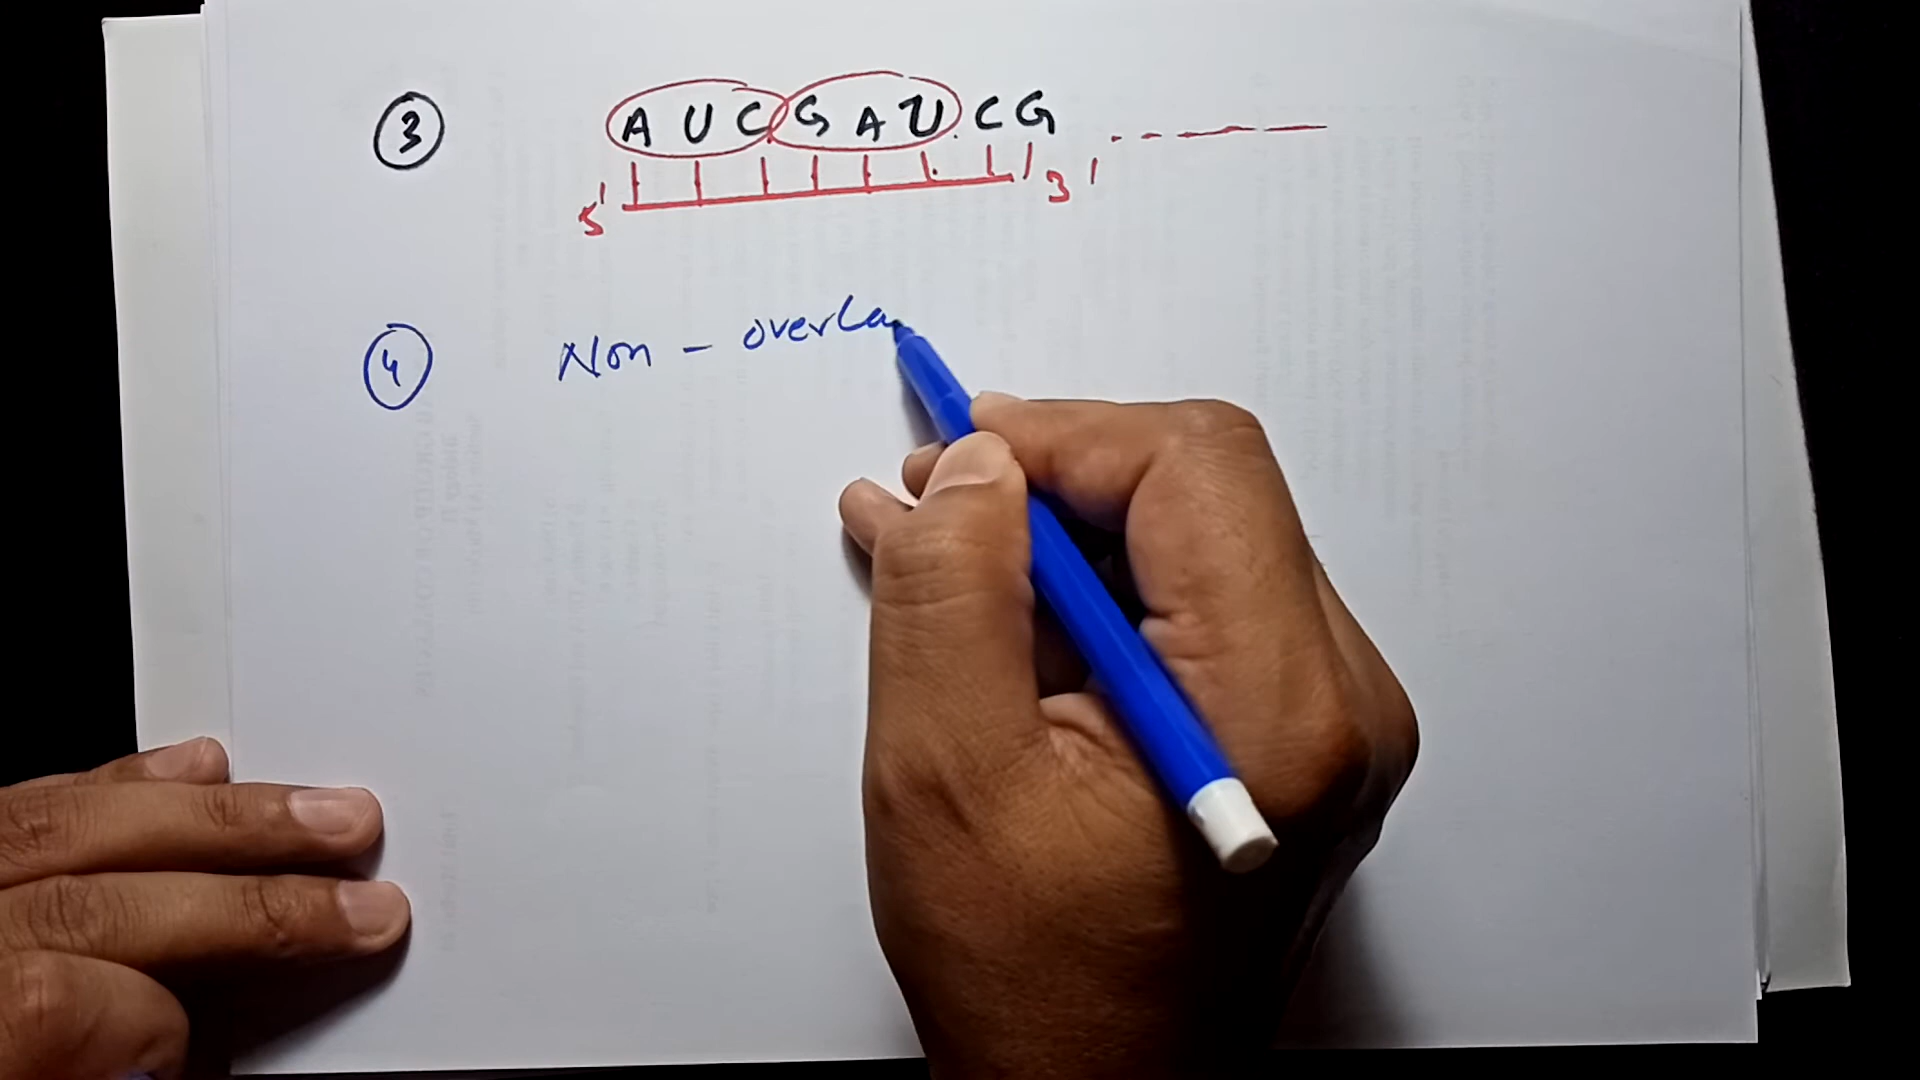 3 A U C G A U . C G . - - — —
5' 3'
4 Non - overla